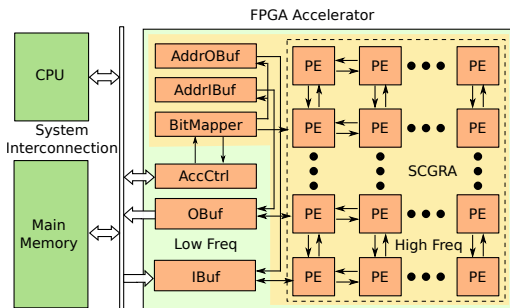 FPGA Accelerator
CPU
System
Interconnection
Main
Memory
AddrOBuf
AddrIBuf
BitMapper
AccCtrl
OBuf
Low Freq
IBuf
PE PE PE
PE PE PE
SCGRA
PE PE PE
High Freq
PE PE PE